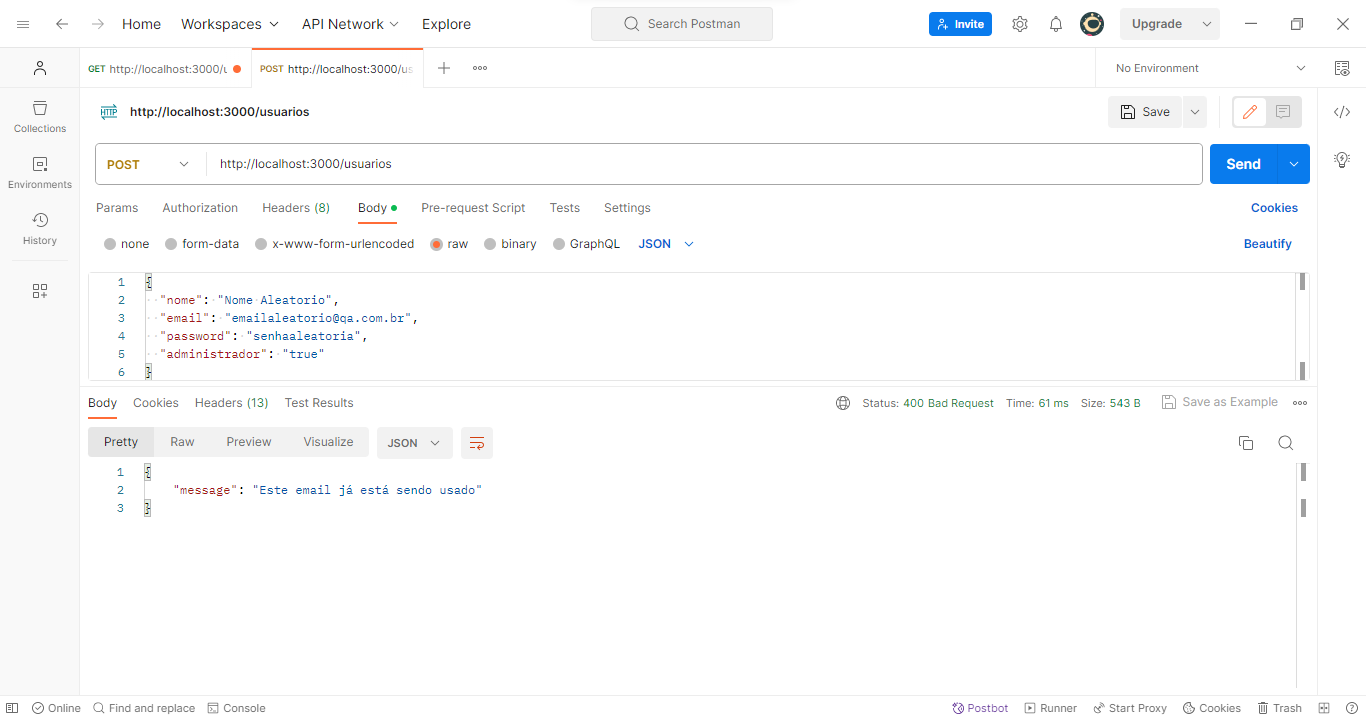 Home Workspaces API Network Explore Search Postman Invite Upgrade
GET http://localhost:3000/u POST http://localhost:3000/us No Environment
HTTP http://localhost:3000/usuarios Save
Collections
POST http://localhost:3000/usuarios Send
Environments
Params Authorization Headers (8) Body Pre-request Script Tests Settings Cookies
History
none form-data x-www-form-urlencoded raw binary GraphQL JSON Beautify
1 {
2 "nome": "Nome Aleatorio",
3 "email": "emailaleatorio@qa.com.br",
4 "password": "senhaaleatoria",
5 "administrador": "true"
6 }
Body Cookies Headers (13) Test Results Status: 400 Bad Request Time: 61 ms Size: 543 B Save as Example
Pretty Raw Preview Visualize JSON
1 {
2 "message": "Este email já está sendo usado"
3 }
Online Find and replace Console Postbot Runner Start Proxy Cookies Trash